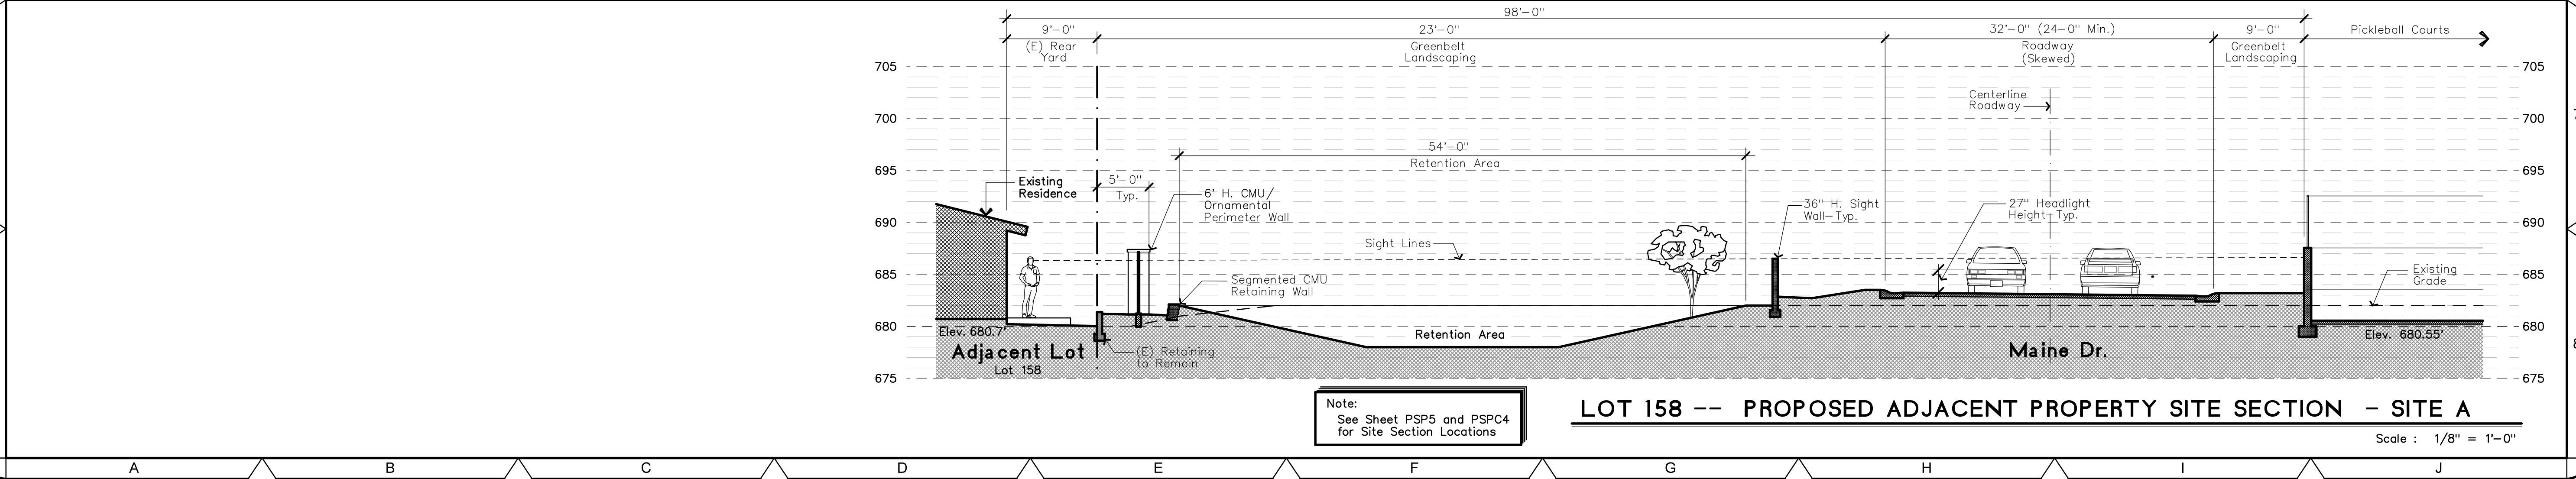 98'-0"
9'-0"
(E) Rear
Yard
23'-0"
Greenbelt
Landscaping
32'-0" (24-0" Min.)
Roadway
(Skewed)
9'-0"
Greenbelt
Landscaping
Pickleball Courts
705
705
Centerline
Roadway
700
700
54'-0"
Retention Area
695
695
Existing
Residence
5'-0"
Typ.
6' H. CMU/
Ornamental
Perimeter Wall
36" H. Sight
Wall-Typ.
27" Headlight
Height-Typ.
690
690
Sight Lines
685
685
Segmented CMU
Retaining Wall
Existing
Grade
680
680
Elev. 680.7'
Retention Area
Elev. 680.55'
Adjacent Lot
Lot 158
(E) Retaining
to Remain
Maine Dr.
675
675
Note:
See Sheet PSP5 and PSPC4
for Site Section Locations
LOT 158 -- PROPOSED ADJACENT PROPERTY SITE SECTION - SITE A
Scale : 1/8" = 1'-0"
A B C D E F G H I J